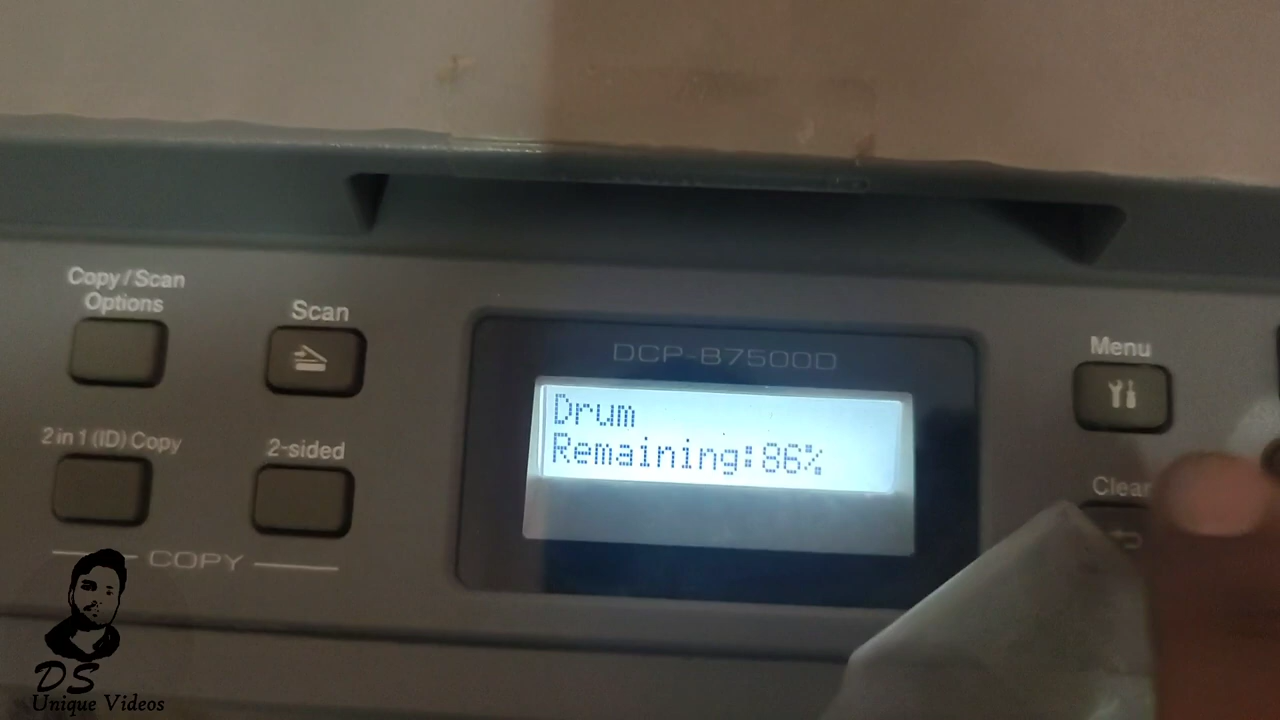 Copy/Scan
Options
Scan
2 in 1 (ID) Copy
2-sided
COPY
DCP-B7500D
Drum
Remaining:86%
Menu
Clear
DS
Unique Videos